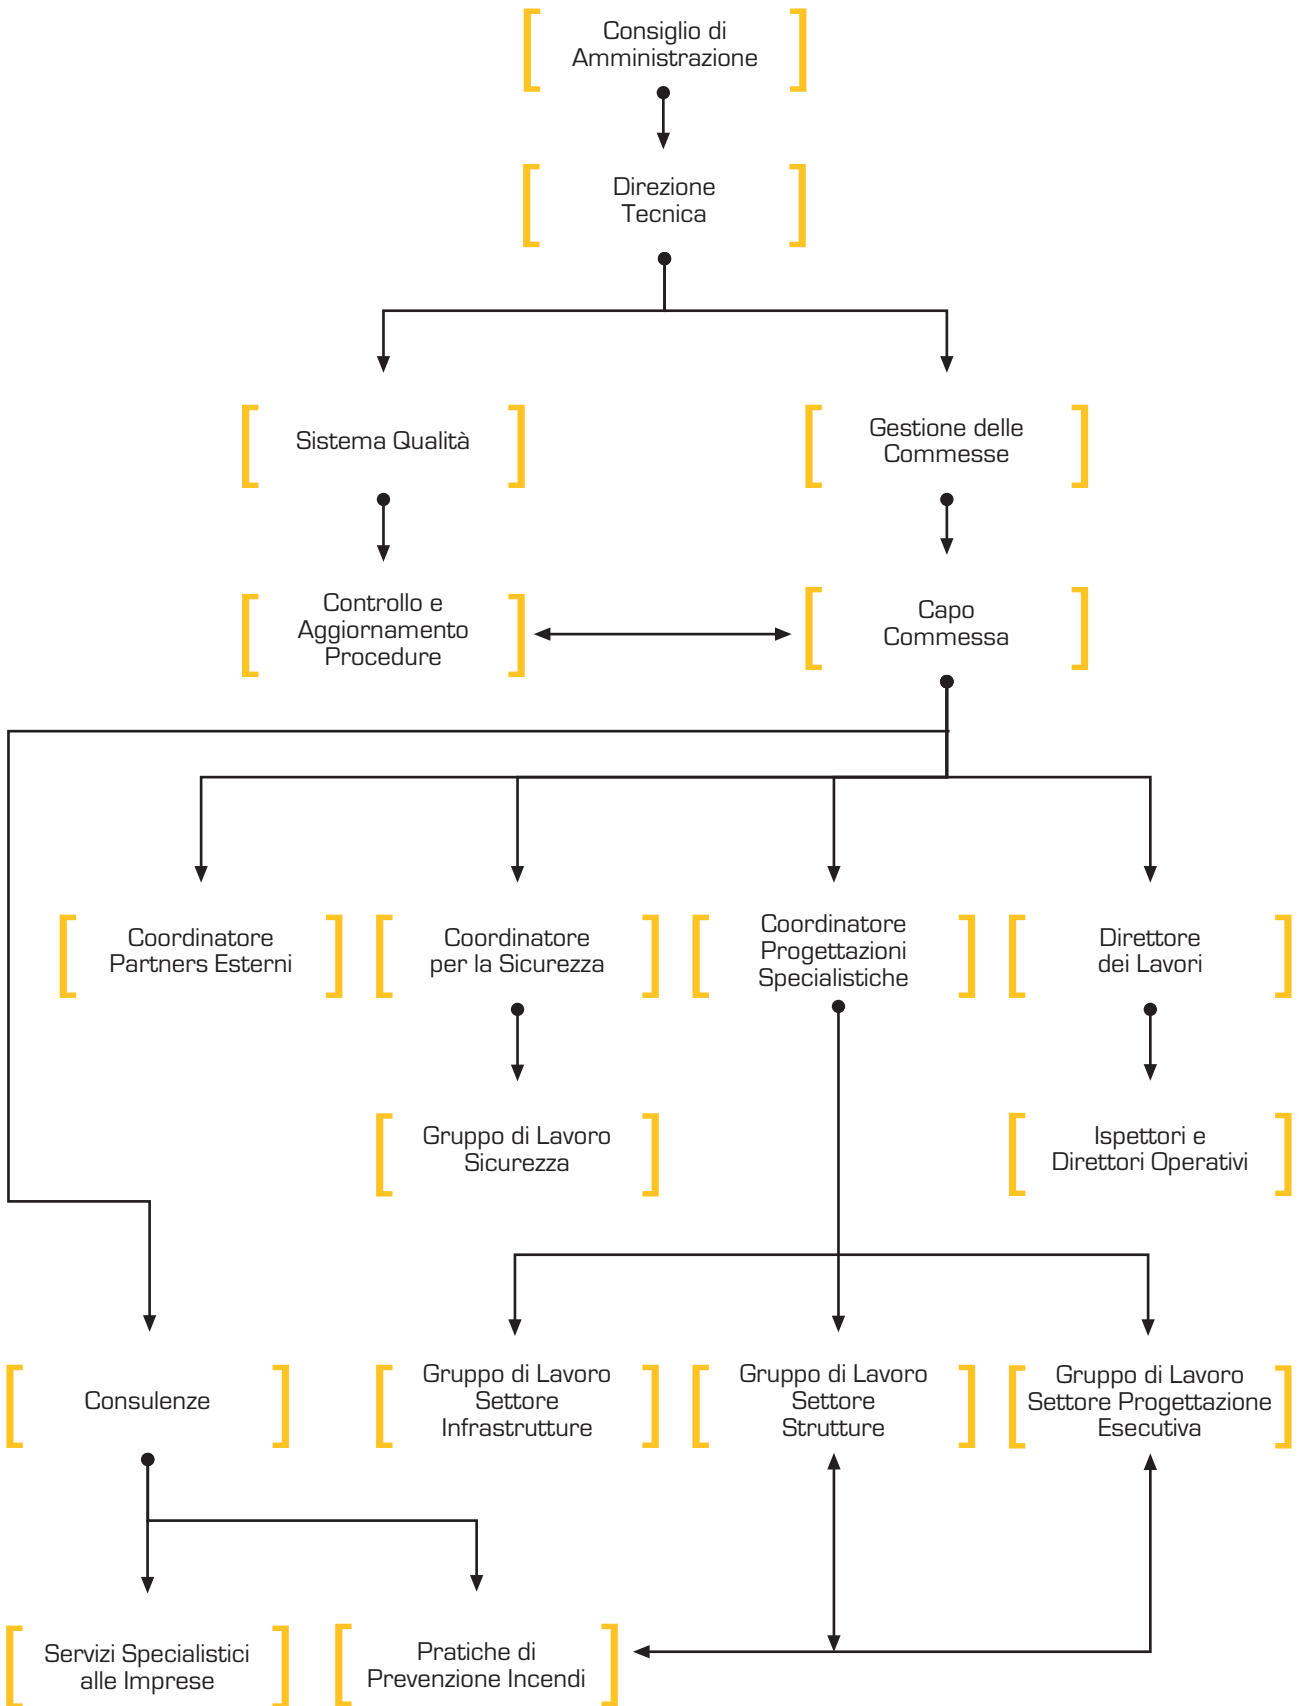 Consiglio di
Amministrazione
Direzione
Tecnica
Sistema Qualità
Gestione delle
Commesse
Controllo e
Aggiornamento
Procedure
Capo
Commessa
Coordinatore
Partners Esterni
Coordinatore
per la Sicurezza
Coordinatore
Progettazioni
Specialistiche
Direttore
dei Lavori
Gruppo di Lavoro
Sicurezza
Ispettori e
Direttori Operativi
Consulenze
Gruppo di Lavoro
Settore
Infrastrutture
Gruppo di Lavoro
Settore
Strutture
Gruppo di Lavoro
Settore Progettazione
Esecutiva
Servizi Specialistici
alle Imprese
Pratiche di
Prevenzione Incendi